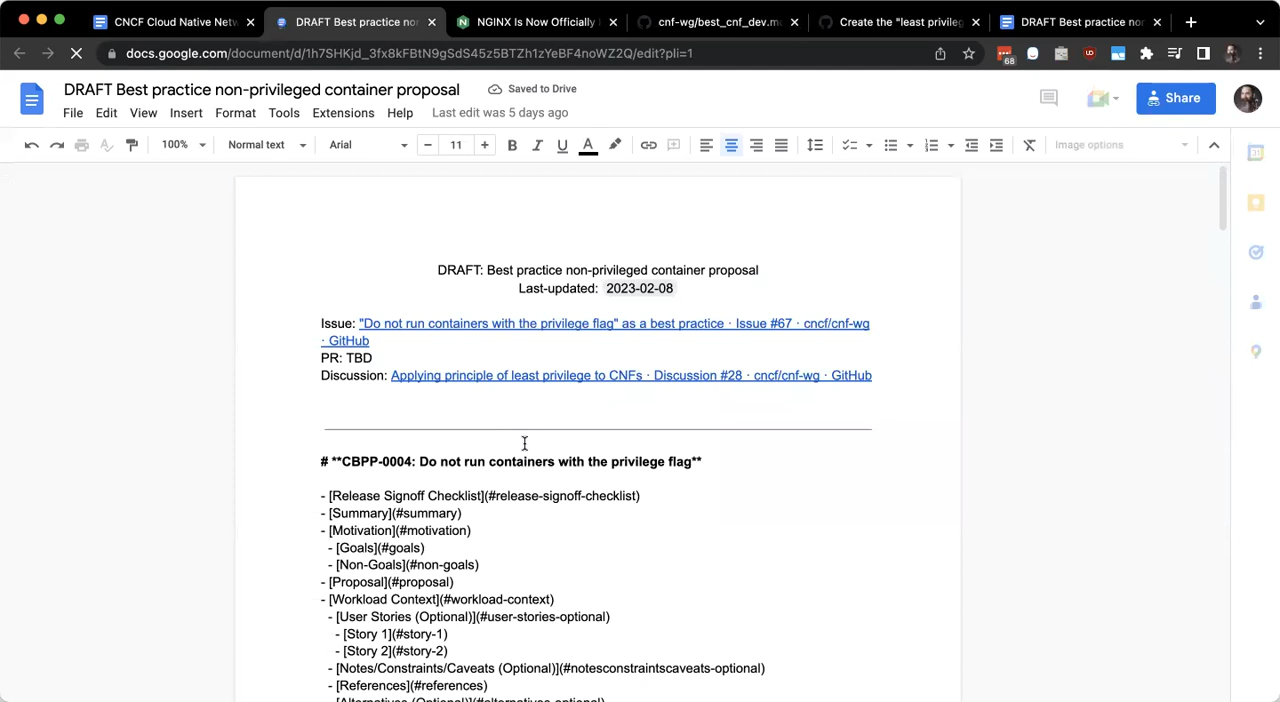 CNCF Cloud Native Netw
DRAFT Best practice non
NGINX Is Now Officially
cnf-wg/best_cnf_dev.m
Create the "least privileg
DRAFT Best practice non
docs.google.com/document/d/1h7SHKjd_3fx8kFBtN9gSdS45z5BTZh1zYeBF4noWZ2Q/edit?pli=1
68
DRAFT Best practice non-privileged container proposal
Saved to Drive
File Edit View Insert Format Tools Extensions Help Last edit was 5 days ago
Share
100% Normal text Arial 11 Image options
DRAFT: Best practice non-privileged container proposal
Last-updated: 2023-02-08
Issue: "Do not run containers with the privilege flag" as a best practice · Issue #67 · cncf/cnf-wg
· GitHub
PR: TBD
Discussion: Applying principle of least privilege to CNFs · Discussion #28 · cncf/cnf-wg · GitHub
# **CBPP-0004: Do not run containers with the privilege flag**
- [Release Signoff Checklist](#release-signoff-checklist)
- [Summary](#summary)
- [Motivation](#motivation)
- [Goals](#goals)
- [Non-Goals](#non-goals)
- [Proposal](#proposal)
- [Workload Context](#workload-context)
- [User Stories (Optional)](#user-stories-optional)
- [Story 1](#story-1)
- [Story 2](#story-2)
- [Notes/Constraints/Caveats (Optional)](#notesconstraintscaveats-optional)
- [References](#references)
- [Alternatives (Optional)](#alternatives-optional)